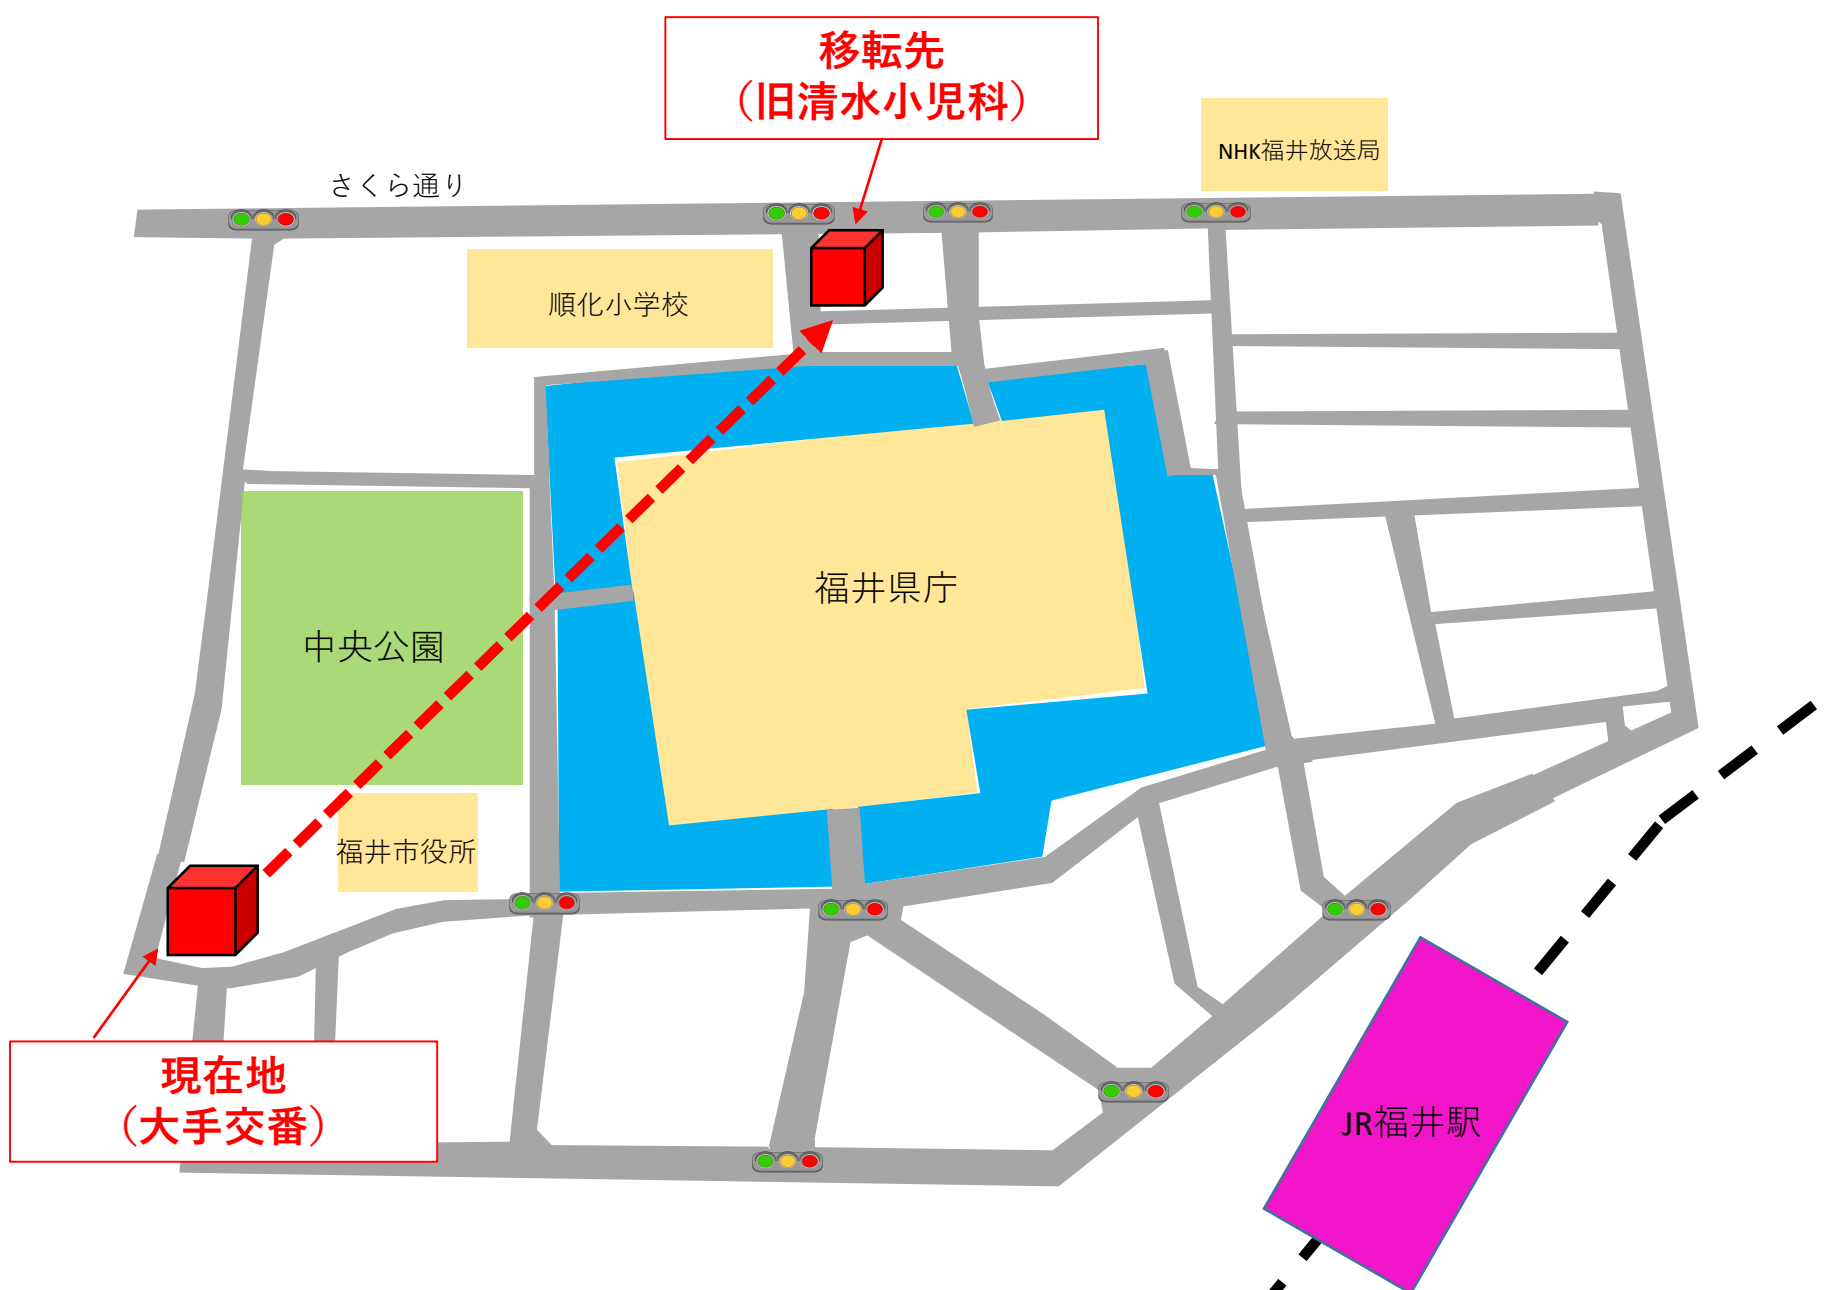 移転先
（旧清水小児科）
NHK福井放送局
さくら通り
順化小学校
福井県庁
中央公園
福井市役所
現在地
（大手交番）
JR福井駅